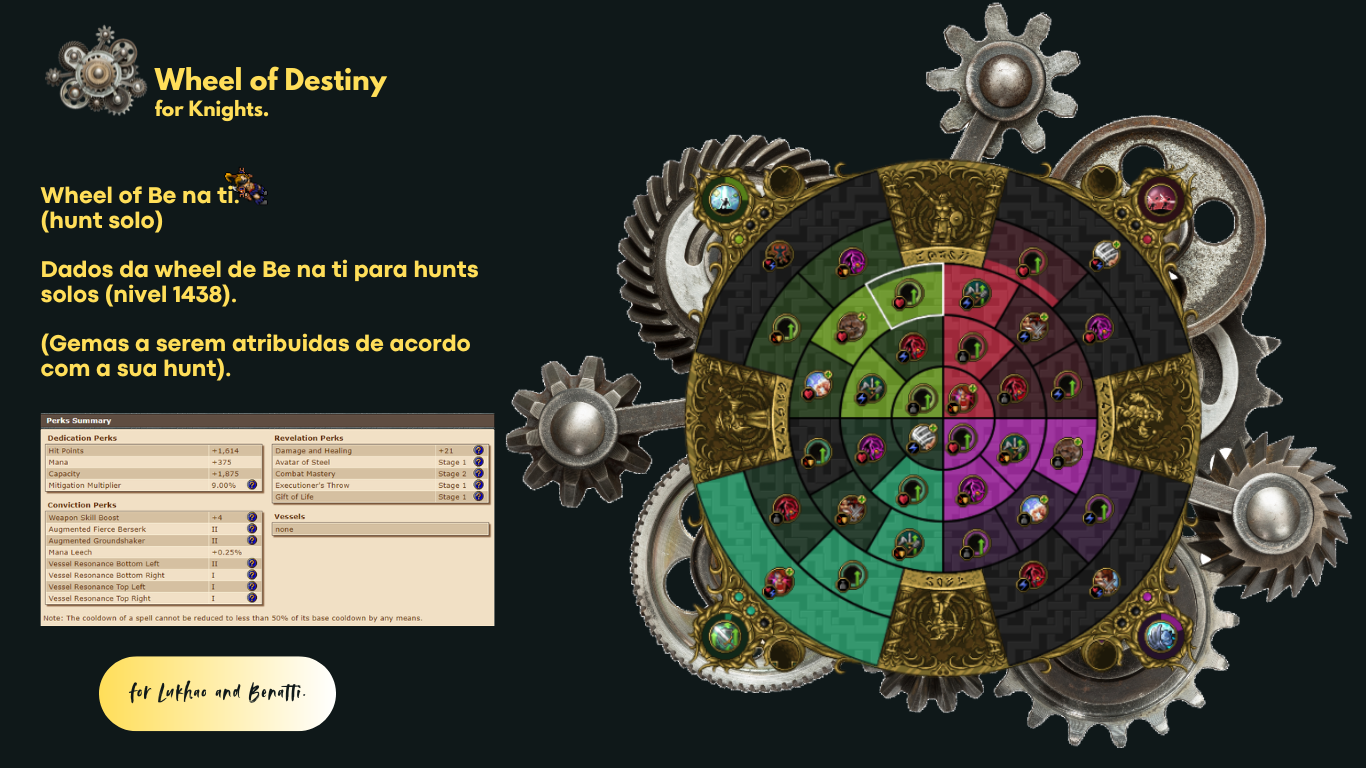 Wheel of Destiny
for Knights.
Wheel of Be na ti.
(hunt solo)
Dados da wheel de Be na ti para hunts
solos (nivel 1438).
(Gemas a serem atribuidas de acordo
com a sua hunt).
Perks Summary
Dedication Perks
Hit Points +1,614
Mana +375
Capacity +1,875
Mitigation Multiplier 9.00%
Conviction Perks
Weapon Skill Boost +4
Augmented Fierce Berserk II
Augmented Groundshaker II
Mana Leech +0.25%
Vessel Resonance Bottom Left II
Vessel Resonance Bottom Right I
Vessel Resonance Top Left I
Vessel Resonance Top Right I
Revelation Perks
Damage and Healing +21
Avatar of Steel Stage 1
Combat Mastery Stage 2
Executioner's Throw Stage 1
Gift of Life Stage 1
Vessels
none
Note: The cooldown of a spell cannot be reduced to less than 50% of its base cooldown by any means.
for Lukhao and Benatti.